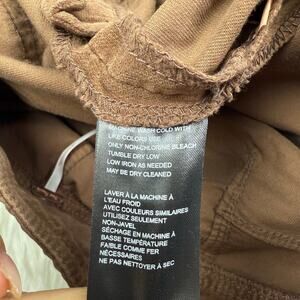 MACHINE WASH COLD WITH
LIKE COLORS USE
ONLY NON-CHLORINE BLEACH
TUMBLE DRY LOW
LOW IRON AS NEEDED
MAY BE DRY CLEANED
LAVER À LA MACHINE À
L'EAU FROID
AVEC COULEURS SIMILAIRES
UTILISEZ SEULEMENT
NON-JAVEL
SÉCHAGE EN MACHINE À
BASSE TEMPÉRATURE
FAIBLE COMME FER
NÉCESSAIRES
NE PAS NETTOYER À SEC